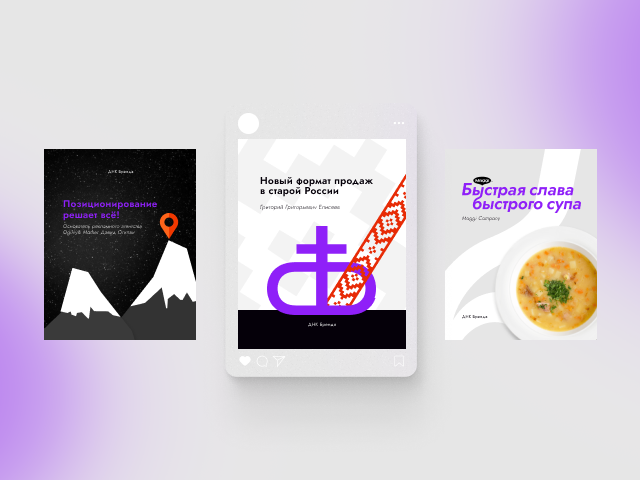 ДНК Бренда
Позиционирование
решает всё!
Основатель рекламного агентства
Ogilvy& Mather Дэвид Огилви
Новый формат продаж
в старой России
Григорий Григорьевич Елисеев
ДНК Бренда
Maggi
Быстрая слава
быстрого супа
Maggi Company
ДНК Бренда